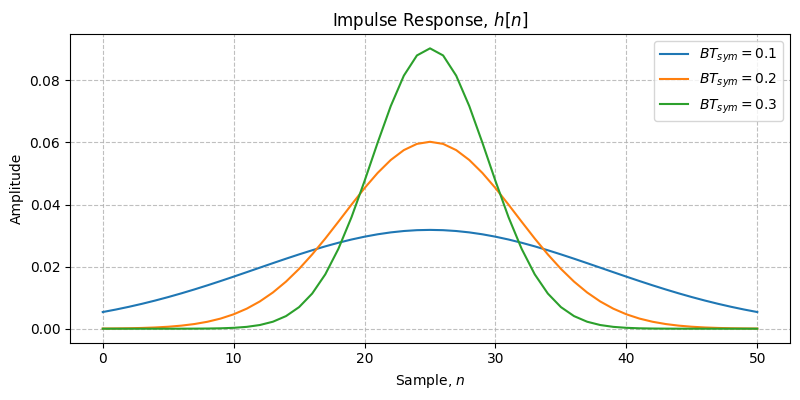 Impulse Response, h[n]
BT_sym = 0.1
BT_sym = 0.2
BT_sym = 0.3
Amplitude
0.08
0.06
0.04
0.02
0.00
0 10 20 30 40 50
Sample, n